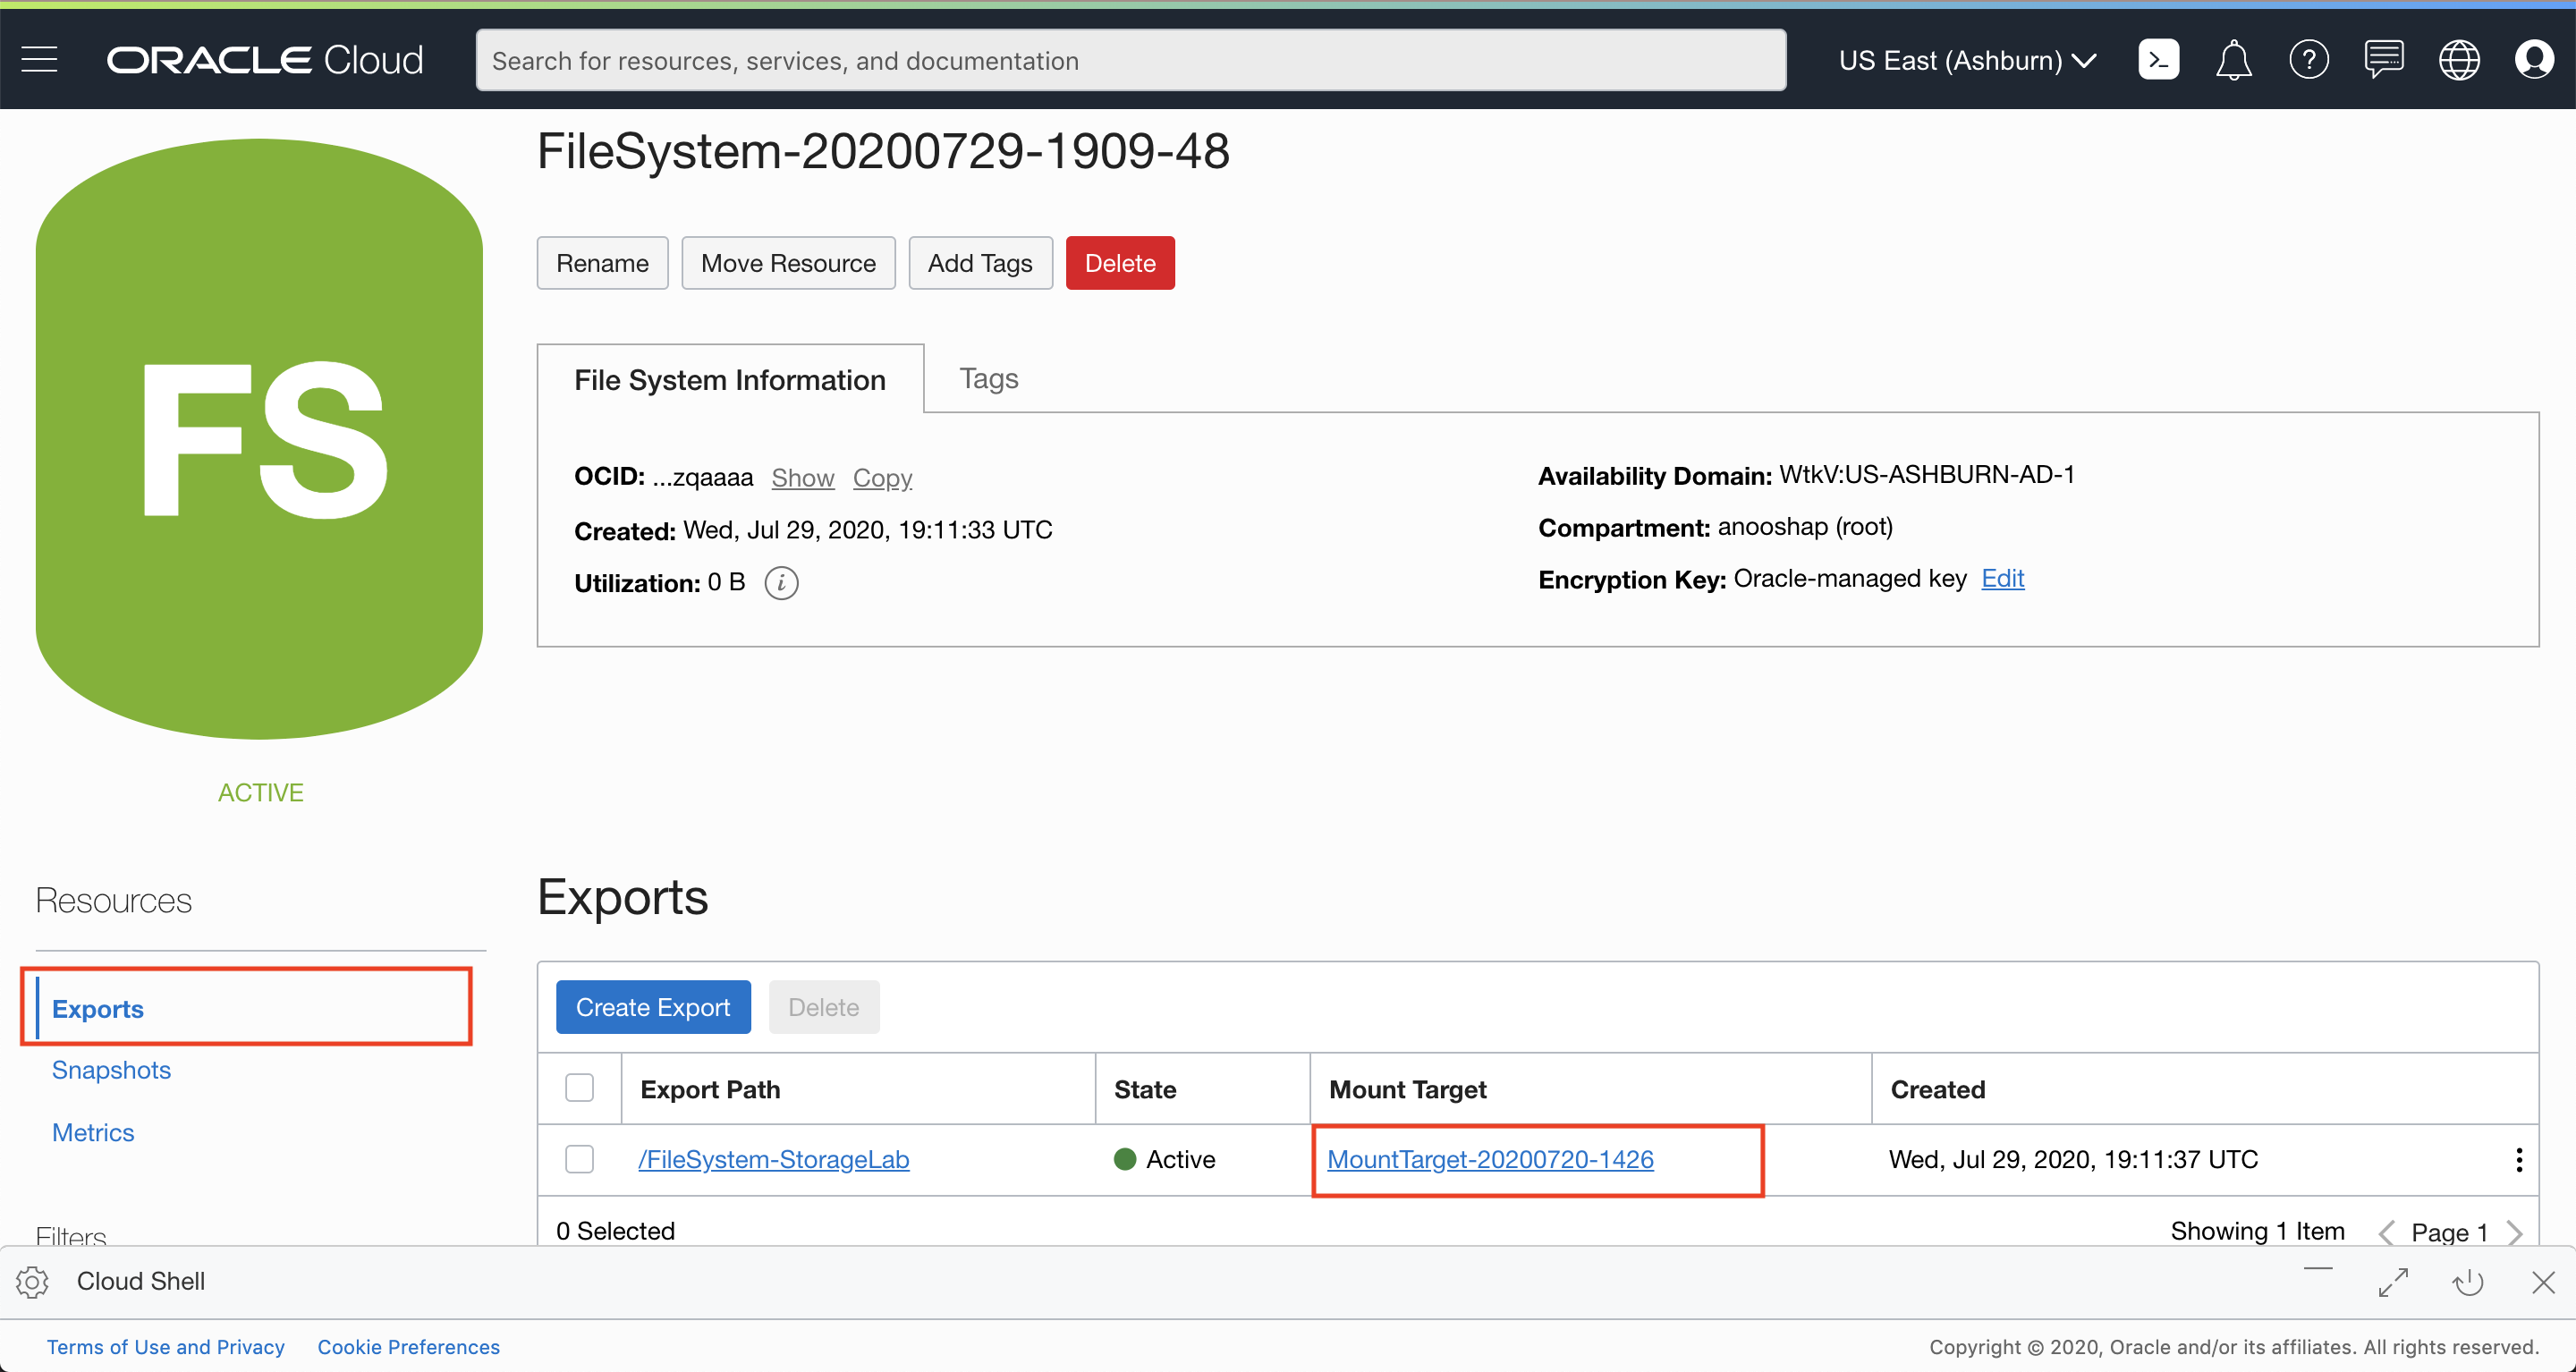 ORACLE Cloud
Search for resources, services, and documentation
US East (Ashburn)
FileSystem-20200729-1909-48
Rename
Move Resource
Add Tags
Delete
FS
ACTIVE
File System Information
Tags
OCID: ...zqaaaa Show Copy
Created: Wed, Jul 29, 2020, 19:11:33 UTC
Utilization: 0 B
Availability Domain: WtkV:US-ASHBURN-AD-1
Compartment: anooshap (root)
Encryption Key: Oracle-managed key Edit
Resources
Exports
Snapshots
Metrics
Filters
Exports
Create Export
Delete
Export Path State Mount Target Created
/FileSystem-StorageLab Active MountTarget-20200720-1426 Wed, Jul 29, 2020, 19:11:37 UTC
0 Selected
Showing 1 Item
Page 1
Cloud Shell
Terms of Use and Privacy
Cookie Preferences
Copyright © 2020, Oracle and/or its affiliates. All rights reserved.